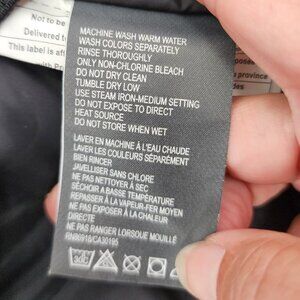 Not to be
Delivered to
This label is af
with P
province
des
MACHINE WASH WARM WATER
WASH COLORS SEPARATELY
RINSE THOROUGHLY
ONLY NON-CHLORINE BLEACH
DO NOT DRY CLEAN
TUMBLE DRY LOW
USE STEAM IRON-MEDIUM SETTING
DO NOT EXPOSE TO DIRECT
HEAT SOURCE
DO NOT STORE WHEN WET
LAVER EN MACHINE À L'EAU CHAUDE
LAVER LES COULEURS SÉPARÉMENT
BIEN RINCER
JAVELLISER SANS CHLORE
NE PAS NETTOYER À SEC
SÉCHOIR A BASSE TEMPÉRATURE
REPASSER À LA VAPEUR-FER MOYEN
NE PAS EXPOSER À LA CHALEUR
DIRECTE
NE PAS RANGER LORSQUE MOUILLÉ